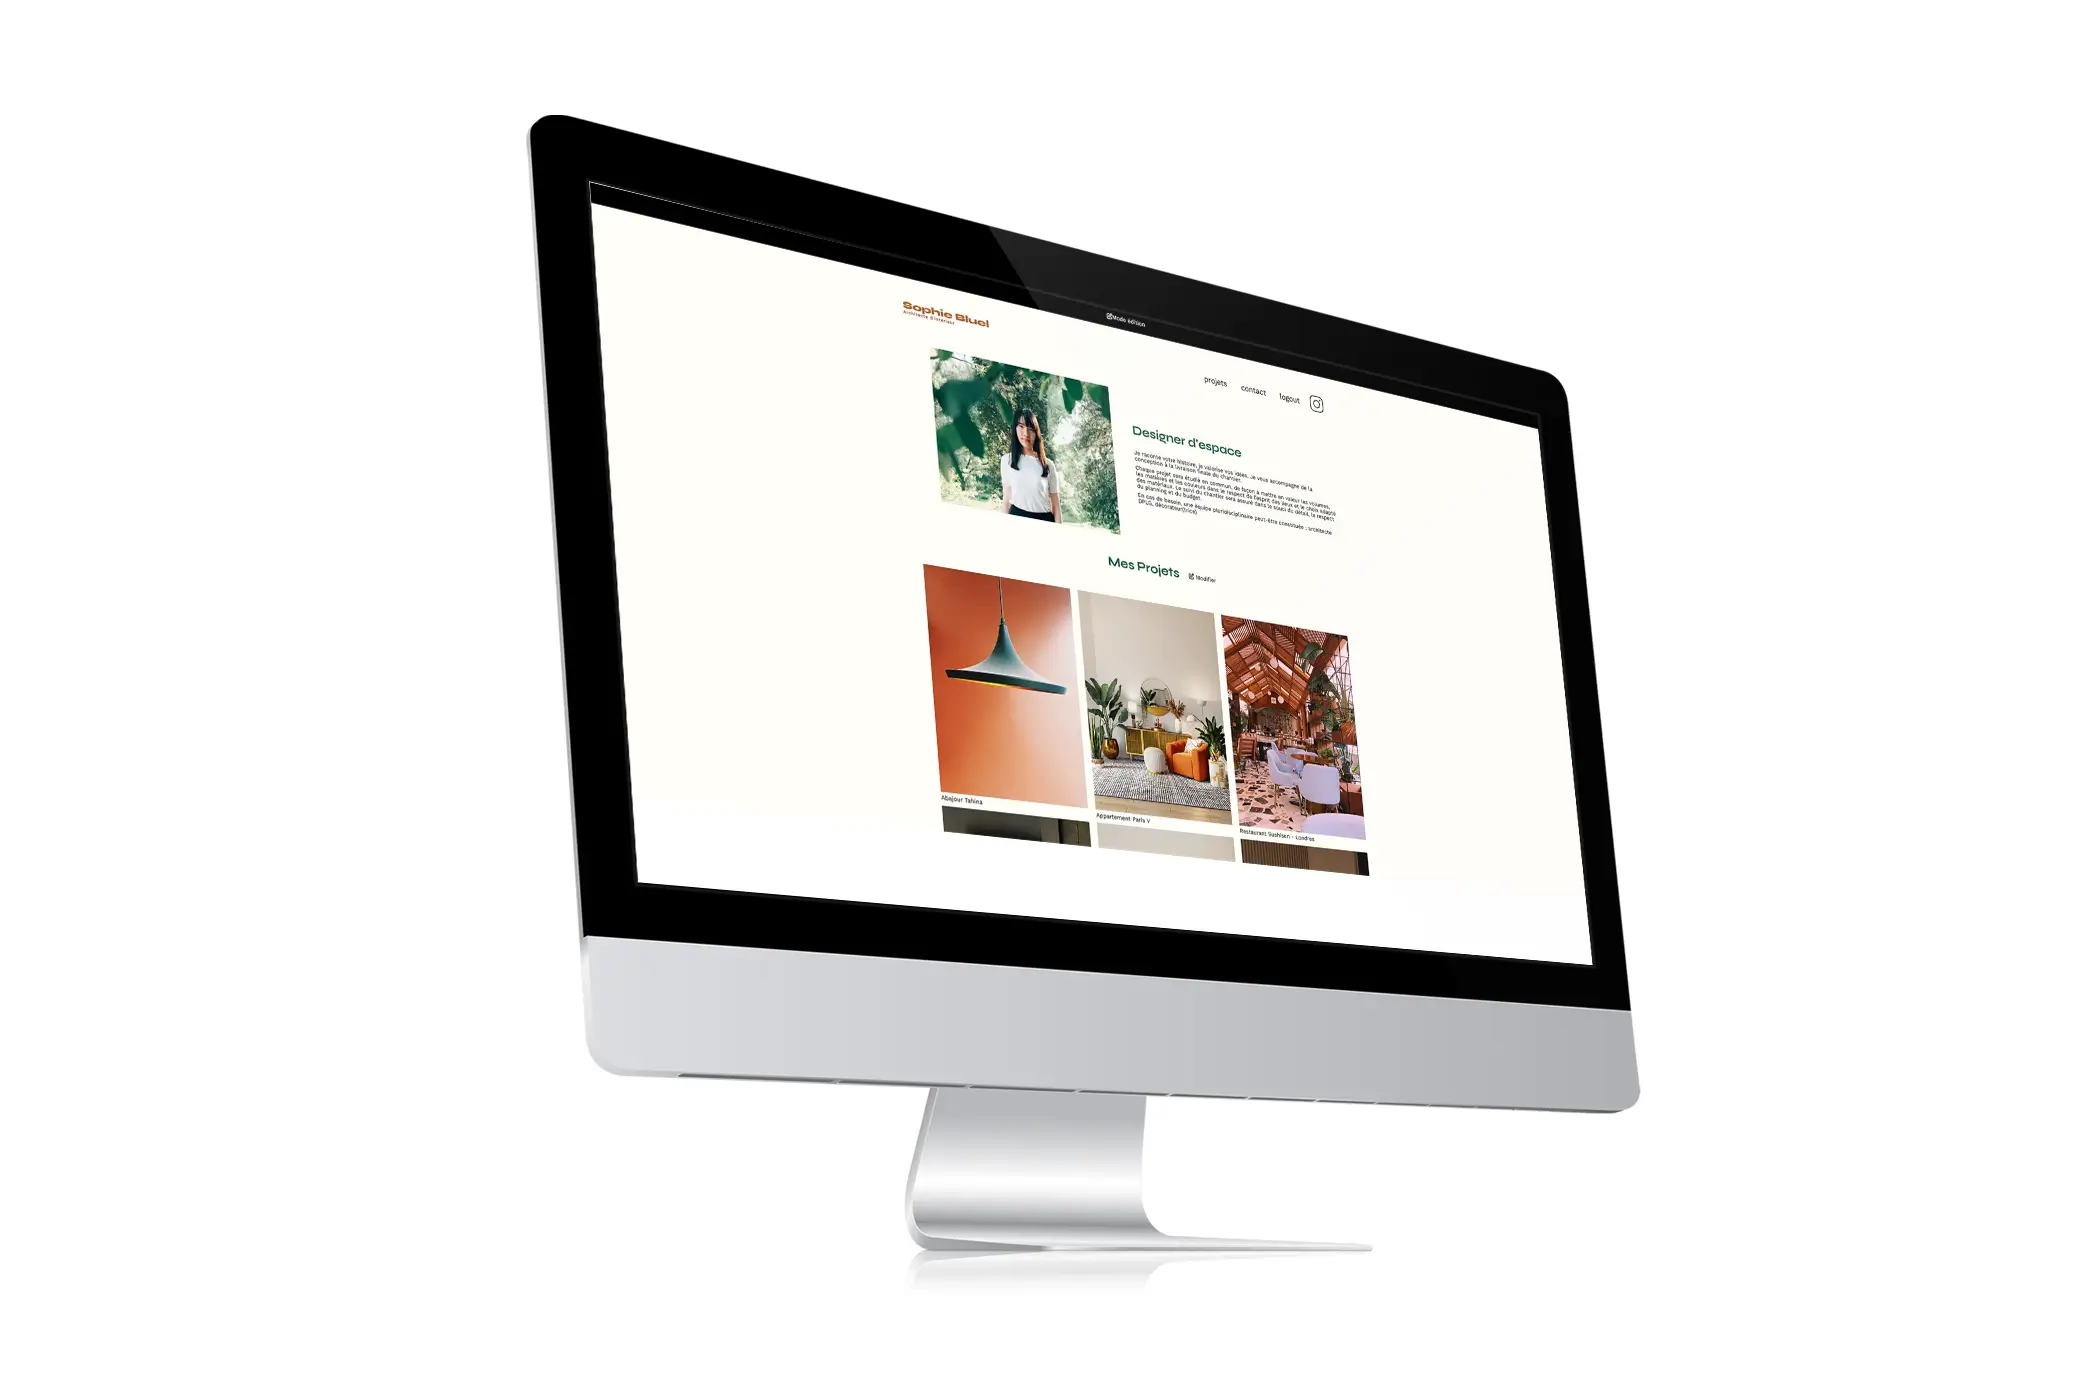 Mode édition
Sophie Bluel
Architecte d'intérieur
projets
contact
logout
Designer d'espace
Je raconte votre histoire, je valorise vos idées. Je vous accompagne de la
conception à la livraison finale du chantier.
Chaque projet sera étudié en commun, de façon à mettre en valeur les volumes,
les matières et les couleurs dans le respect de l'esprit des lieux et le choix adapté
des matériaux. Le suivi du chantier sera assuré dans le souci du détail, le respect
du planning et du budget.
En cas de besoin, une équipe pluridisciplinaire peut-être constituée : architecte
DPLG, décorateur(trice)
Mes Projets
Modifier
Abajour Tahina
Appartement Paris V
Restaurant Sushisen - Londres